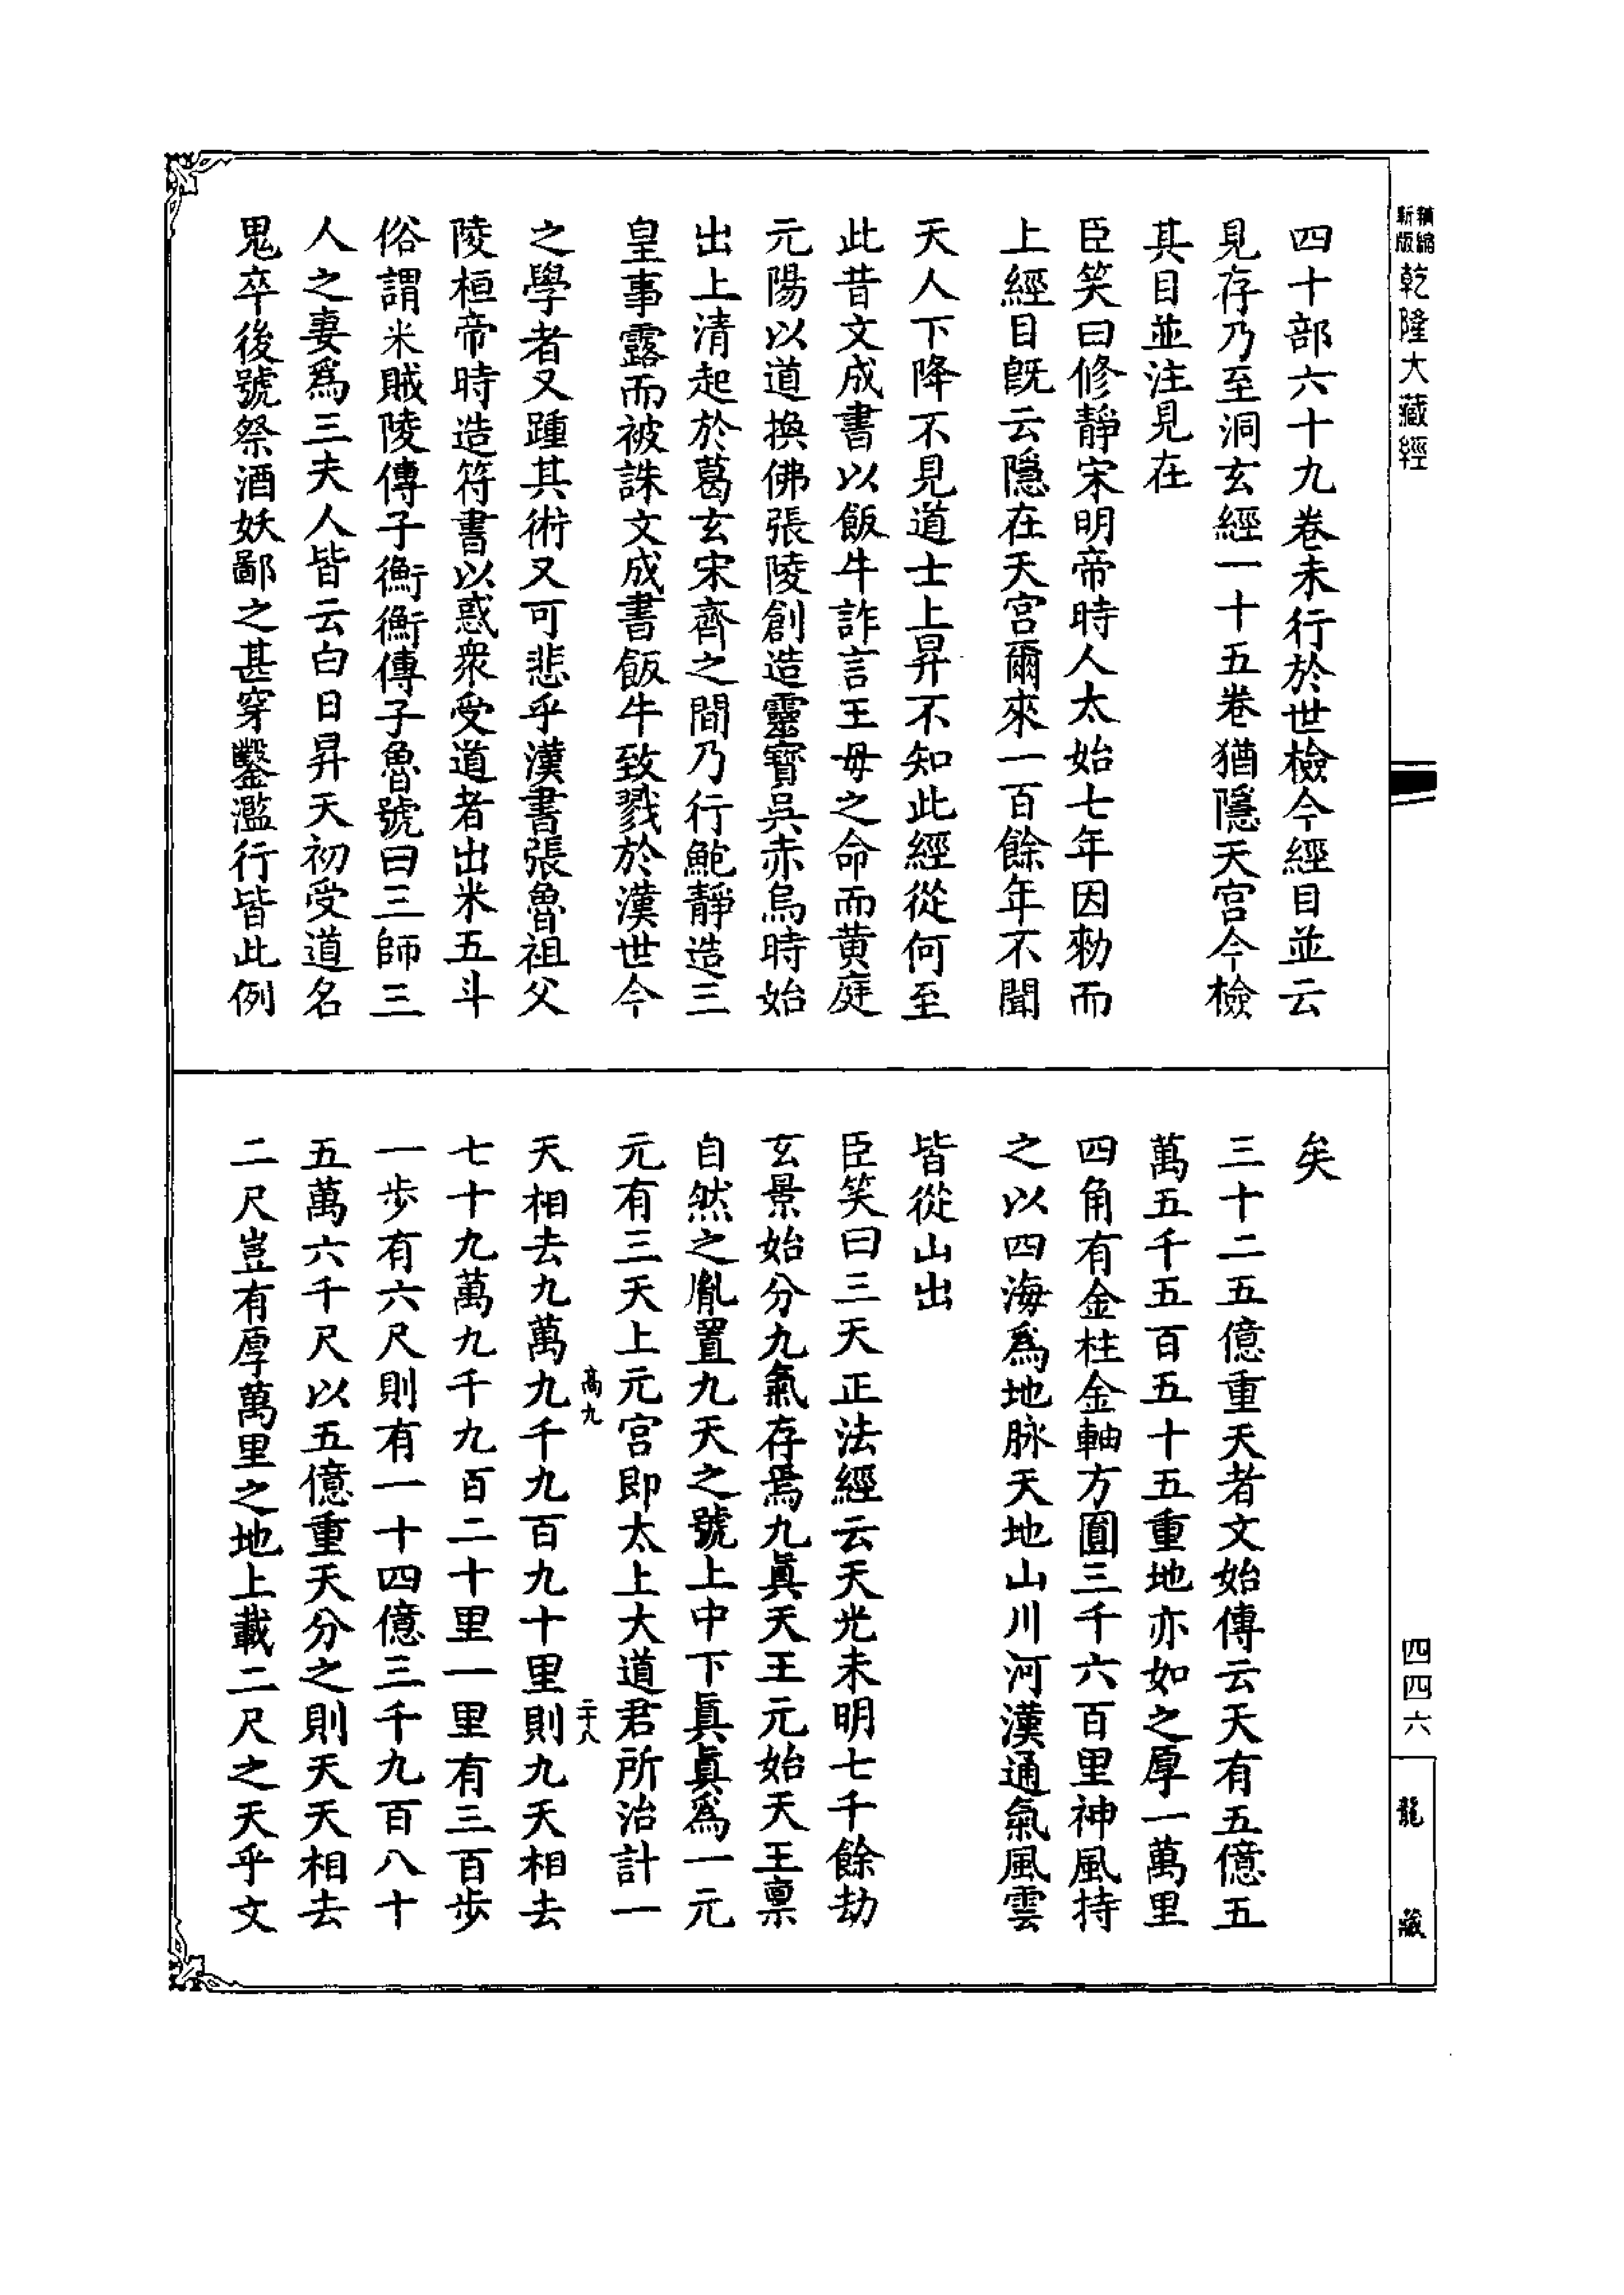 新版精縮乾隆大藏經
四十部六十九卷未行於世檢今經目並云
見存乃至洞玄經一十五卷猶隱天宮今檢
其目並注見在
臣笑曰修靜宋明帝時人太始七年因勑而
上經目旣云隱在天宮爾來一百餘年不聞
天人下降不見道士上昇不知此經從何至
此昔文成書以飯牛詐言王母之命而黃庭
元陽以道換佛張陵創造靈寶吳赤烏時始
出上清起於葛玄宋齊之間乃行鮑靜造三
皇事露而被誅文成書飯牛致戮於漢世今
之學者又踵其術又可悲乎漢書張魯祖父
陵桓帝時造符書以惑衆受道者出米五斗
俗謂米賊陵傳子衡衡傳子魯號曰三師三
人之妻爲三夫人皆云白日昇天初受道名
鬼卒後號祭酒妖鄙之甚穿鑿濫行皆此例
矣
三十二五億重天者文始傳云天有五億五
萬五千五百五十五重地亦如之厚一萬里
四角有金柱金軸方圓三千六百里神風持
之以四海爲地脉天地山川河漢通氣風雲
皆從山出
臣笑曰三天正法經云天光未明七千餘劫
玄景始分九氣存焉九眞天王元始天王禀
自然之胤置九天之號上中下眞眞爲一元
元有三天上元宮即太上大道君所治計一
天相去九萬九千九百九十里則九天相去
高九
二十八
七十九萬九千九百二十里一里有三百步
一步有六尺則有一十四億三千九百八十
五萬六千尺以五億重天分之則天天相去
二尺豈有厚萬里之地上載二尺之天乎文
四四六
龍藏